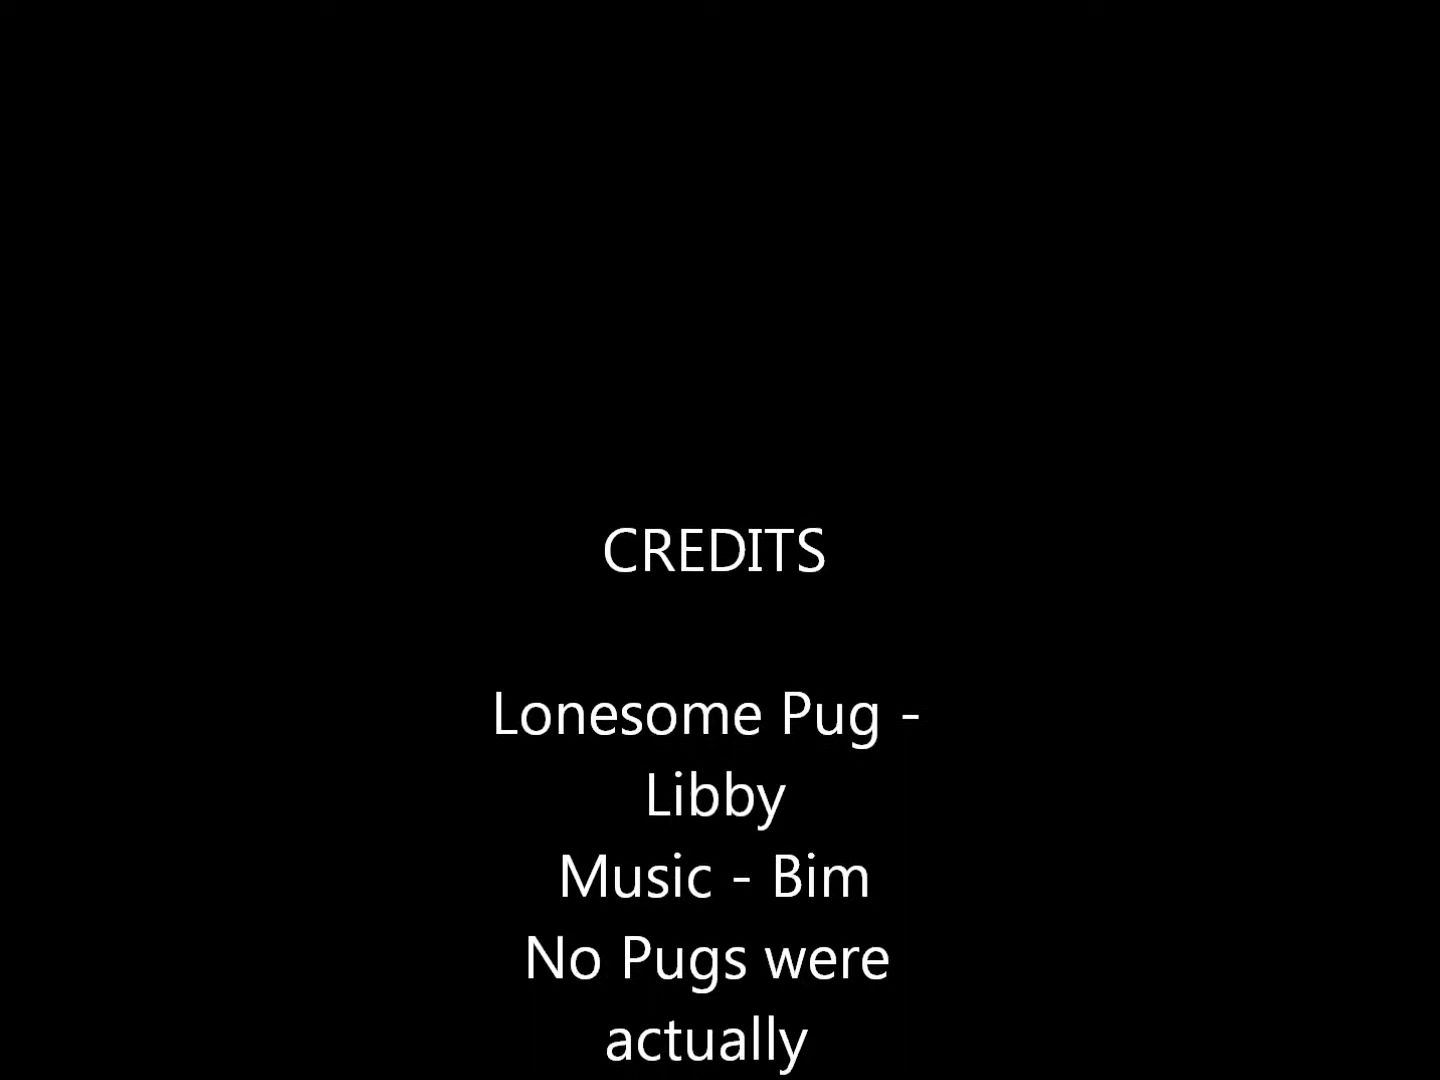 CREDITS
Lonesome Pug -
Libby
Music - Bim
No Pugs were
actually